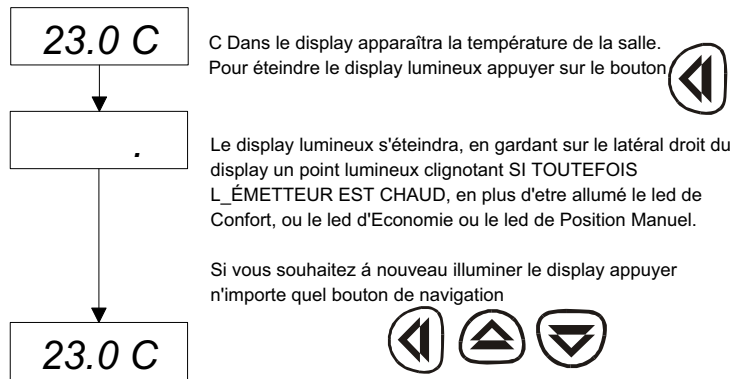 23.0 C
C Dans le display apparaîtra la température de la salle.
Pour éteindre le display lumineux appuyer sur le bouton
.
Le display lumineux s'éteindra, en gardant sur le latéral droit du
display un point lumineux clignotant SI TOUTEFOIS
L_ÉMETTEUR EST CHAUD, en plus d'etre allumé le led de
Confort, ou le led d'Economie ou le led de Position Manuel.
Si vous souhaitez á nouveau illuminer le display appuyer
n'importe quel bouton de navigation
23.0 C